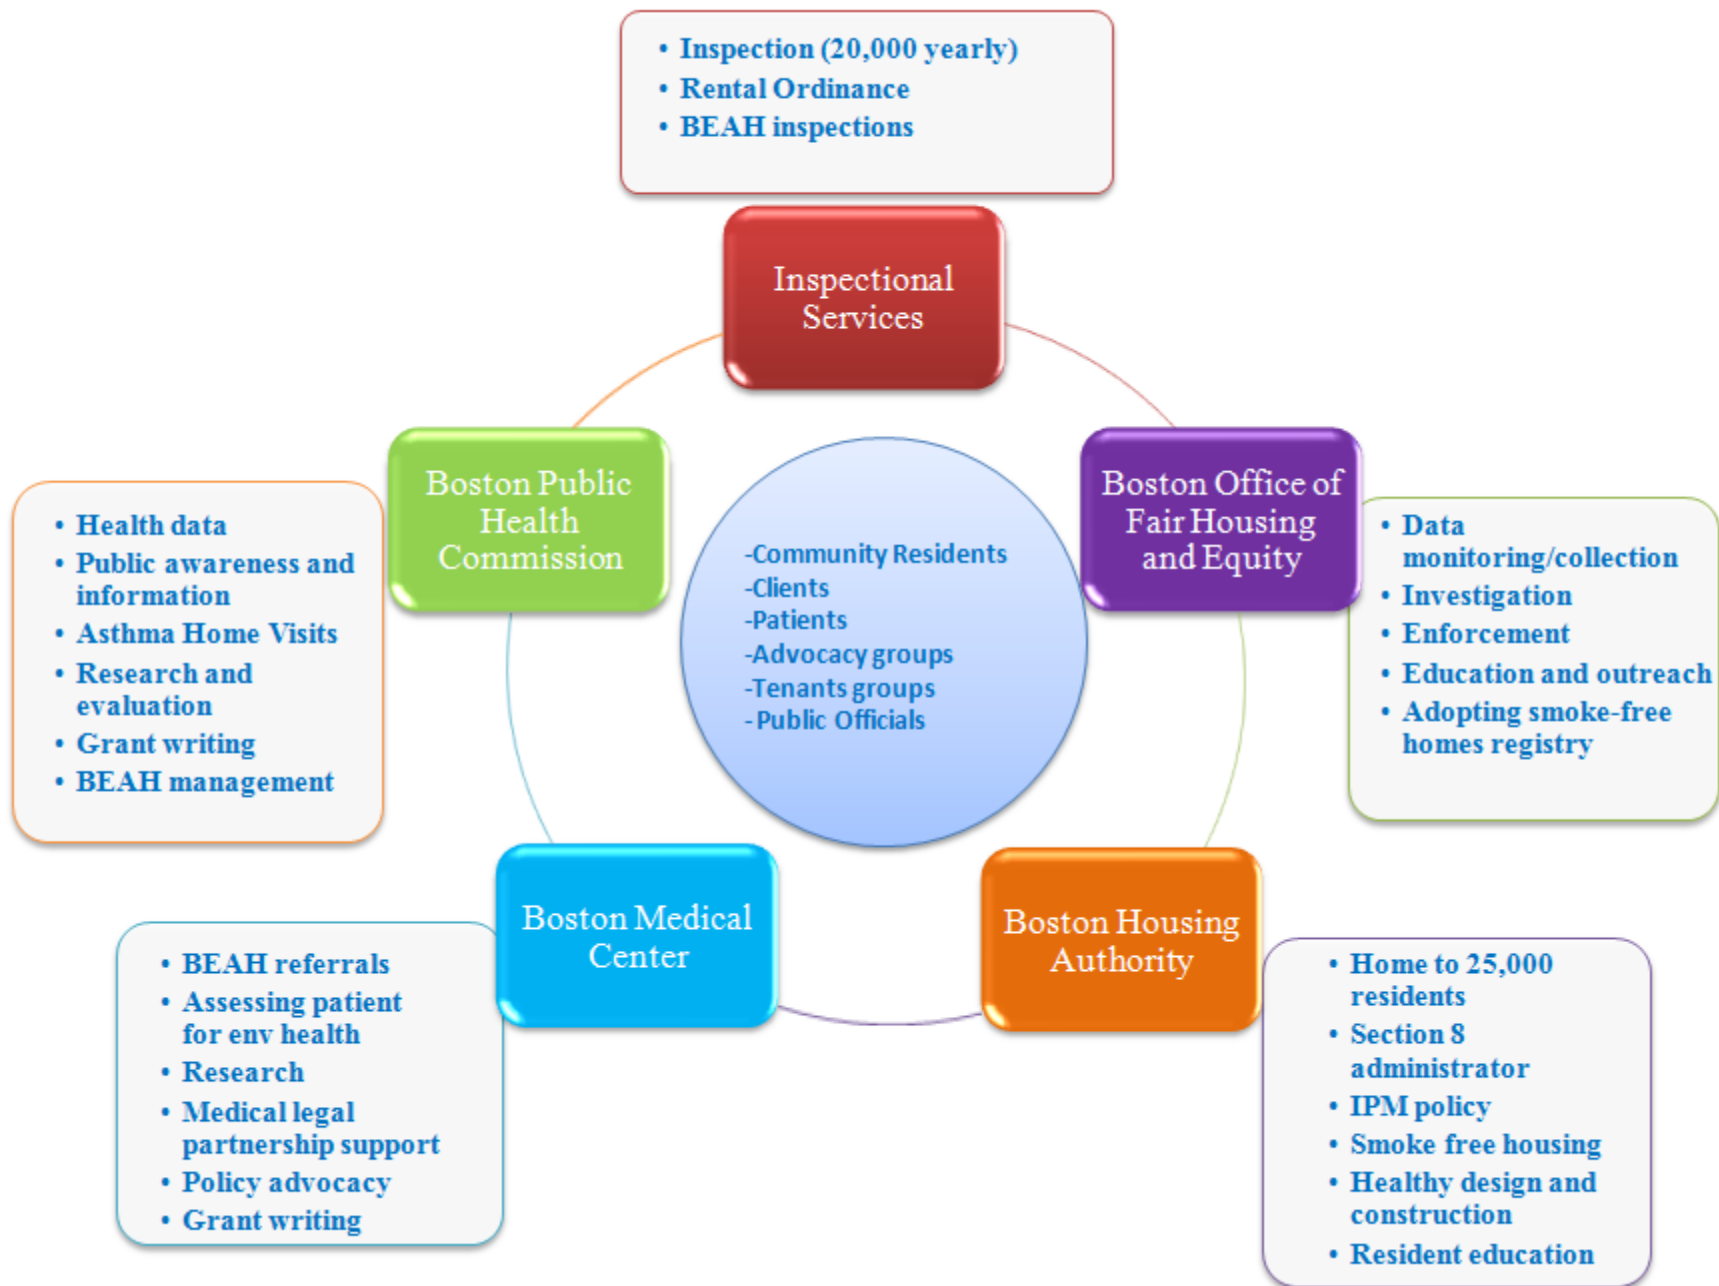 • Inspection (20,000 yearly)
• Rental Ordinance
• BEAH inspections
Inspectional
Services
Boston Public
Health
Commission
• Health data
• Public awareness and
information
• Asthma Home Visits
• Research and
evaluation
• Grant writing
• BEAH management
-Community Residents
-Clients
-Patients
-Advocacy groups
-Tenants groups
- Public Officials
Boston Office of
Fair Housing
and Equity
• Data
monitoring/collection
• Investigation
• Enforcement
• Education and outreach
• Adopting smoke-free
homes registry
Boston Medical
Center
• BEAH referrals
• Assessing patient
for env health
• Research
• Medical legal
partnership support
• Policy advocacy
• Grant writing
Boston Housing
Authority
• Home to 25,000
residents
• Section 8
administrator
• IPM policy
• Smoke free housing
• Healthy design and
construction
• Resident education